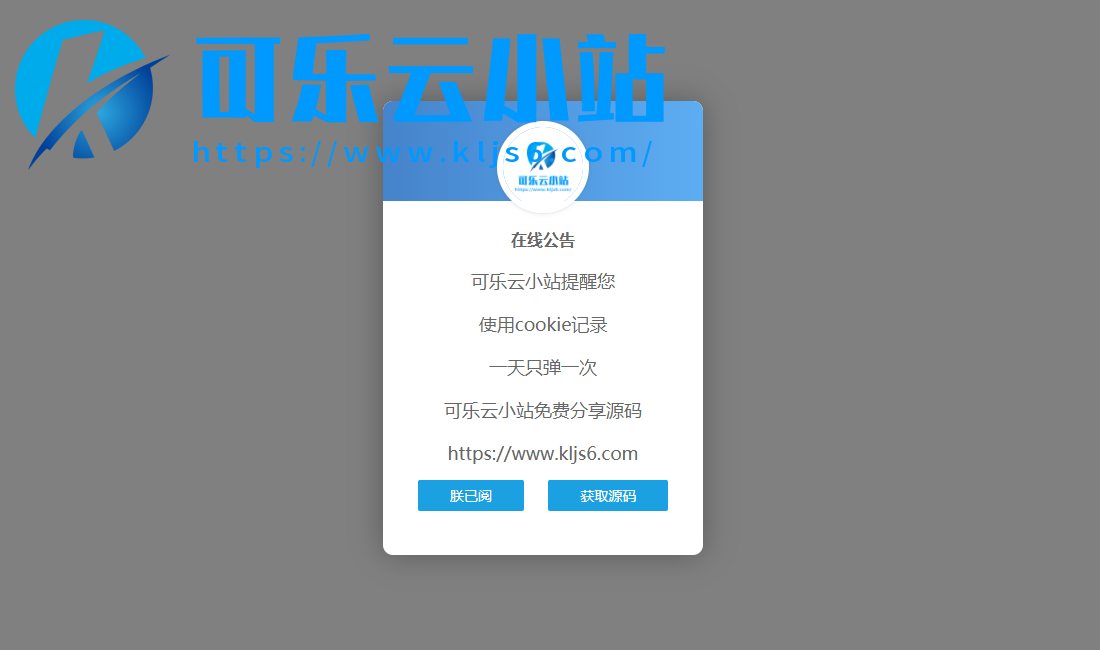 可乐云小站
https://www.kljs6.com/
可乐云小站
https://www.kljs6.com/
在线公告
可乐云小站提醒您
使用cookie记录
一天只弹一次
可乐云小站免费分享源码
https://www.kljs6.com
朕已阅
获取源码